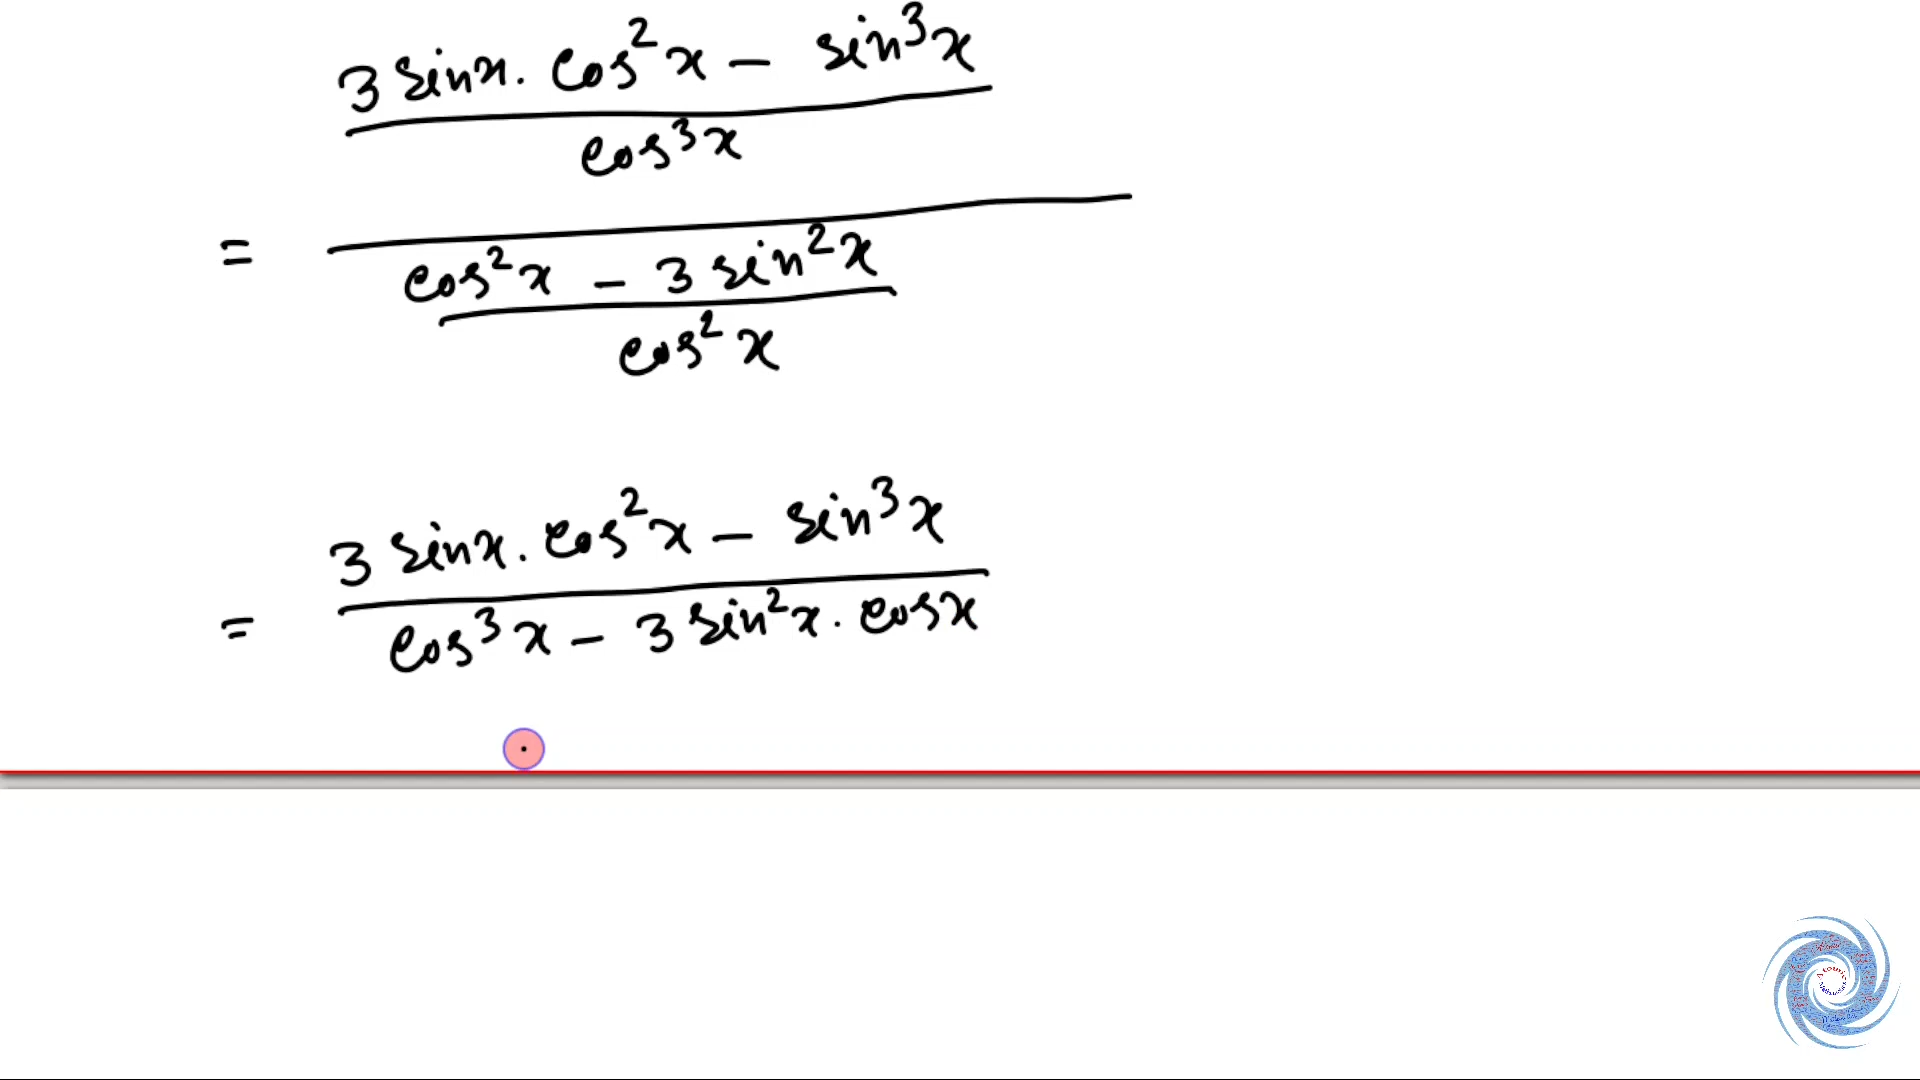 3 sinx. cos²x – sin³x
cos³x
=
cos²x – 3 sin²x
cos²x
3 sinx. cos²x – sin³x
=
cos³x – 3 sin²x. cosx